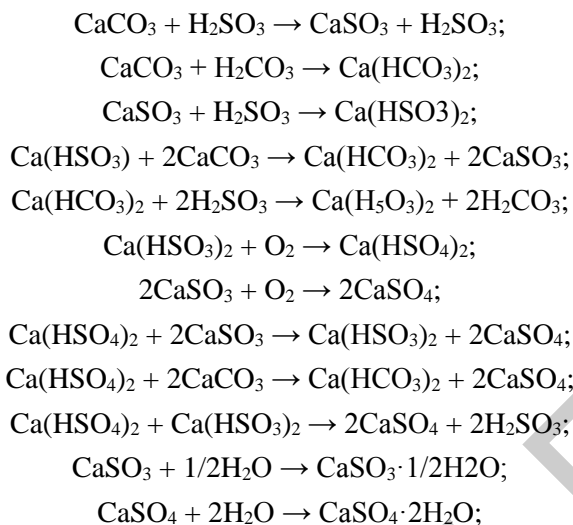 CaCO₃ + H₂SO₃ → CaSO₃ + H₂SO₃;
CaCO₃ + H₂CO₃ → Ca(HCO₃)₂;
CaSO₃ + H₂SO₃ → Ca(HSO3)₂;
Ca(HSO₃) + 2CaCO₃ → Ca(HCO₃)₂ + 2CaSO₃;
Ca(HCO₃)₂ + 2H₂SO₃ → Ca(H₅O₃)₂ + 2H₂CO₃;
Ca(HSO₃)₂ + O₂ → Ca(HSO₄)₂;
2CaSO₃ + O₂ → 2CaSO₄;
Ca(HSO₄)₂ + 2CaSO₃ → Ca(HSO₃)₂ + 2CaSO₄;
Ca(HSO₄)₂ + 2CaCO₃ → Ca(HCO₃)₂ + 2CaSO₄;
Ca(HSO₄)₂ + Ca(HSO₃)₂ → 2CaSO₄ + 2H₂SO₃;
CaSO₃ + 1/2H₂O → CaSO₃·1/2H2O;
CaSO₄ + 2H₂O → CaSO₄·2H₂O;